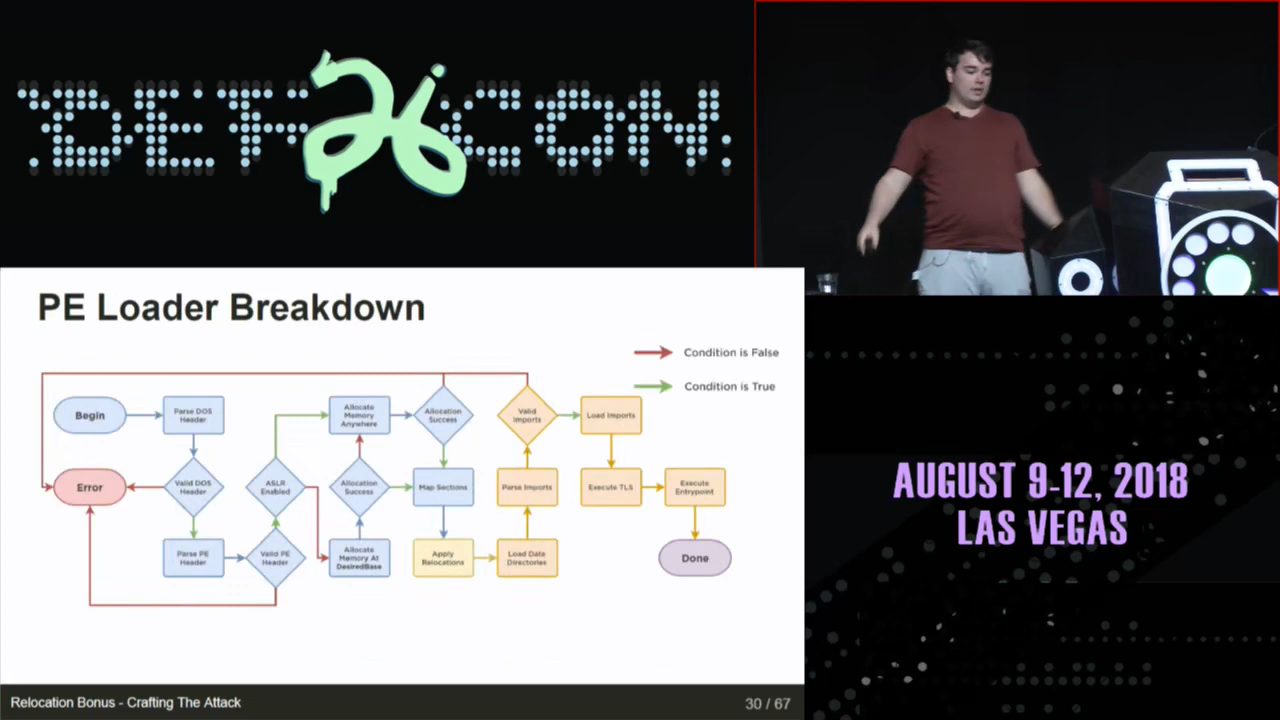 DEF 26 CON
PE Loader Breakdown
Condition is False
Condition is True
Begin
Parse DOS
Header
Allocate
Memory
Anywhere
Allocation
Success
Valid
Imports
Load Imports
Error
Valid DOS
Header
ASLR
Enabled
Allocation
Success
Map Sections
Parse Imports
Execute TLS
Execute
Entrypoint
Parse PE
Header
Valid PE
Header
Allocate
Memory At
DesiredBase
Apply
Relocations
Load Data
Directories
Done
AUGUST 9-12, 2018
LAS VEGAS
Relocation Bonus - Crafting The Attack
30 / 67